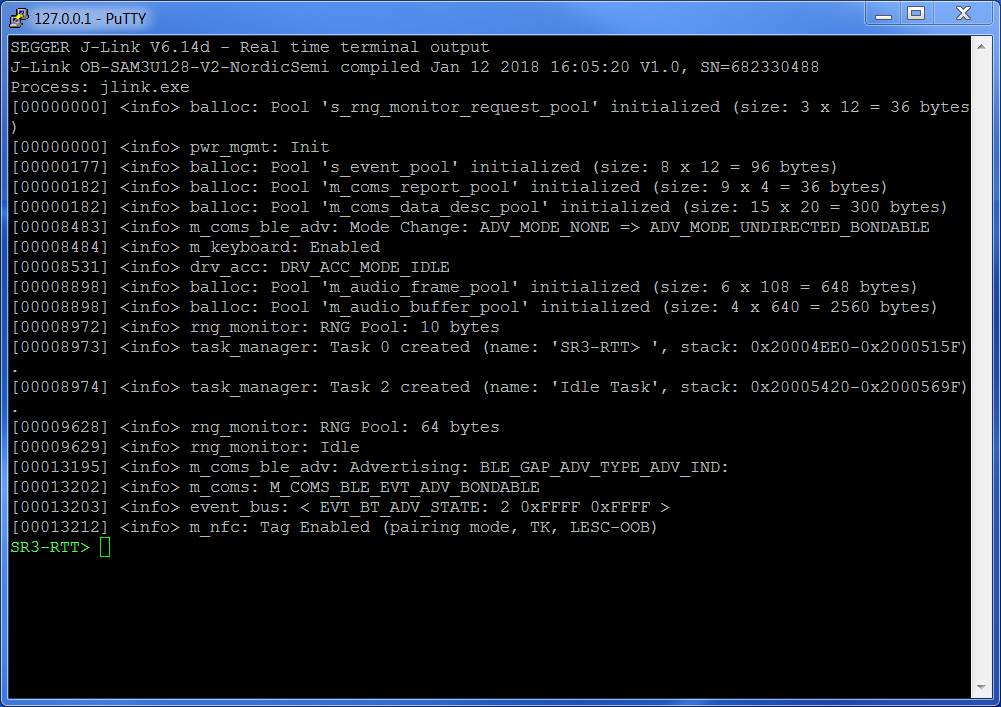 127.0.0.1 - PuTTY
SEGGER J-Link V6.14d - Real time terminal output
J-Link OB-SAM3U128-V2-NordicSemi compiled Jan 12 2018 16:05:20 V1.0, SN=682330488
Process: jlink.exe
[00000000] <info> balloc: Pool 's_rng_monitor_request_pool' initialized (size: 3 x 12 = 36 bytes
)
[00000000] <info> pwr_mgmt: Init
[00000177] <info> balloc: Pool 's_event_pool' initialized (size: 8 x 12 = 96 bytes)
[00000182] <info> balloc: Pool 'm_coms_report_pool' initialized (size: 9 x 4 = 36 bytes)
[00000182] <info> balloc: Pool 'm_coms_data_desc_pool' initialized (size: 15 x 20 = 300 bytes)
[00008483] <info> m_coms_ble_adv: Mode Change: ADV_MODE_NONE => ADV_MODE_UNDIRECTED_BONDABLE
[00008484] <info> m_keyboard: Enabled
[00008531] <info> drv_acc: DRV_ACC_MODE_IDLE
[00008898] <info> balloc: Pool 'm_audio_frame_pool' initialized (size: 6 x 108 = 648 bytes)
[00008898] <info> balloc: Pool 'm_audio_buffer_pool' initialized (size: 4 x 640 = 2560 bytes)
[00008972] <info> rng_monitor: RNG Pool: 10 bytes
[00008973] <info> task_manager: Task 0 created (name: 'SR3-RTT> ', stack: 0x20004EE0-0x2000515F)
.
[00008974] <info> task_manager: Task 2 created (name: 'Idle Task', stack: 0x20005420-0x2000569F)
.
[00009628] <info> rng_monitor: RNG Pool: 64 bytes
[00009629] <info> rng_monitor: Idle
[00013195] <info> m_coms_ble_adv: Advertising: BLE_GAP_ADV_TYPE_ADV_IND:
[00013202] <info> m_coms: M_COMS_BLE_EVT_ADV_BONDABLE
[00013203] <info> event_bus: < EVT_BT_ADV_STATE: 2 0xFFFF 0xFFFF >
[00013212] <info> m_nfc: Tag Enabled (pairing mode, TK, LESC-OOB)
SR3-RTT>